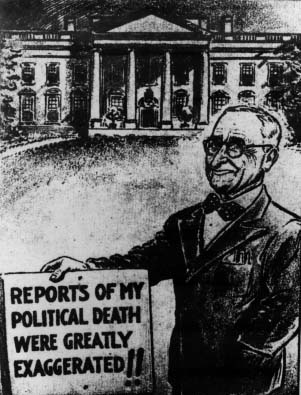 REPORTS OF MY
POLITICAL DEATH
WERE GREATLY
EXAGGERATED!!